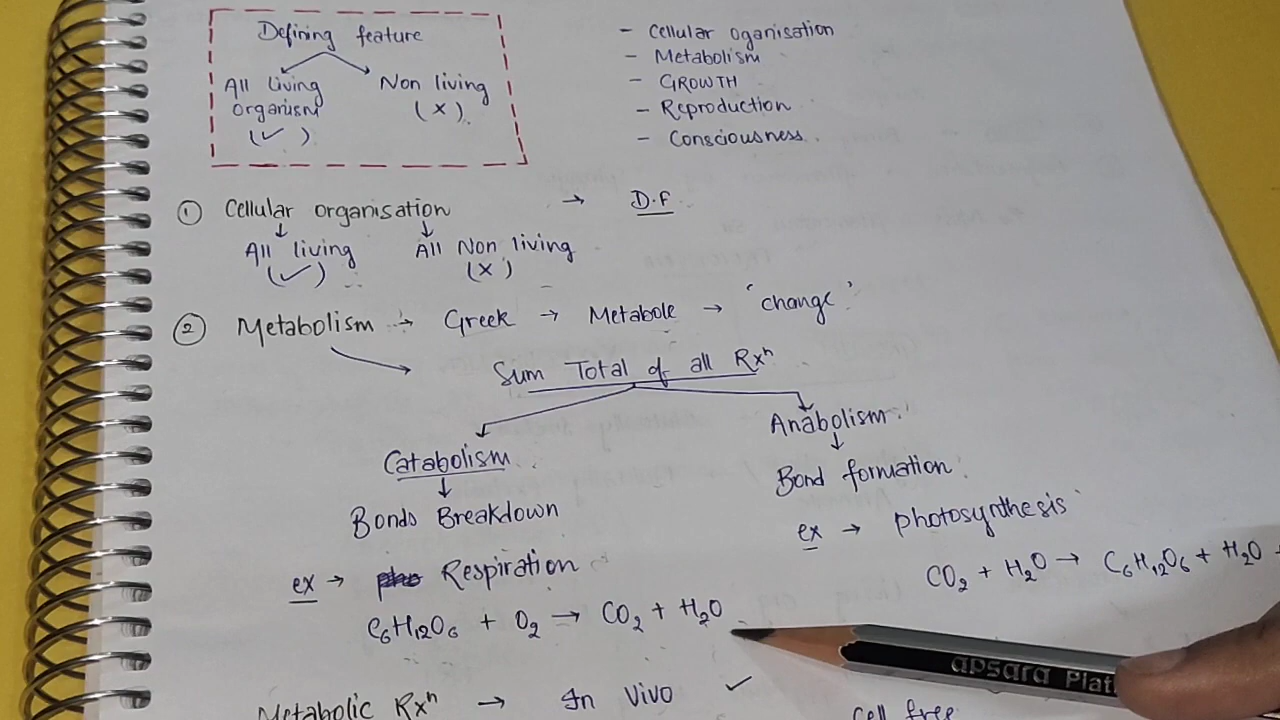 Defining feature
All living organism (✓)
Non living (×)
- Cellular oganisation
- Metabolism
- GROWTH
- Reproduction
- Consciousness
① Cellular organisation → D.F
All living (✓)
All Non living (×)
② Metabolism → Greek → Metabole → 'change'
Sum Total of all Rxⁿ
Catabolism
Bonds Breakdown
ex → Respiration
C₆H₁₂O₆ + O₂ → CO₂ + H₂O
Anabolism
Bond formation
ex → photosynthesis
CO₂ + H₂O → C₆H₁₂O₆ + H₂O
Metabolic Rxⁿ → In Vivo ✓
Cell free
apsara Plat